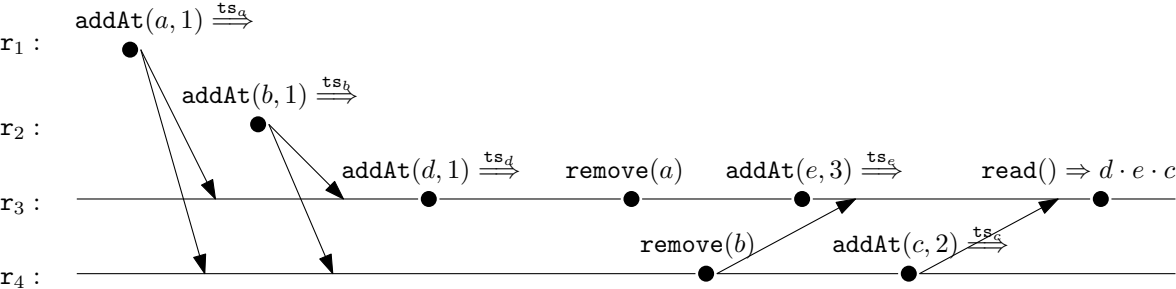 addAt(a, 1) ⟹ ts_a
r₁ :
addAt(b, 1) ⟹ ts_b
r₂ :
addAt(d, 1) ⟹ ts_d remove(a) addAt(e, 3) ⟹ ts_e read() ⇒ d · e · c
r₃ :
remove(b) addAt(c, 2) ⟹ ts_c
r₄ :